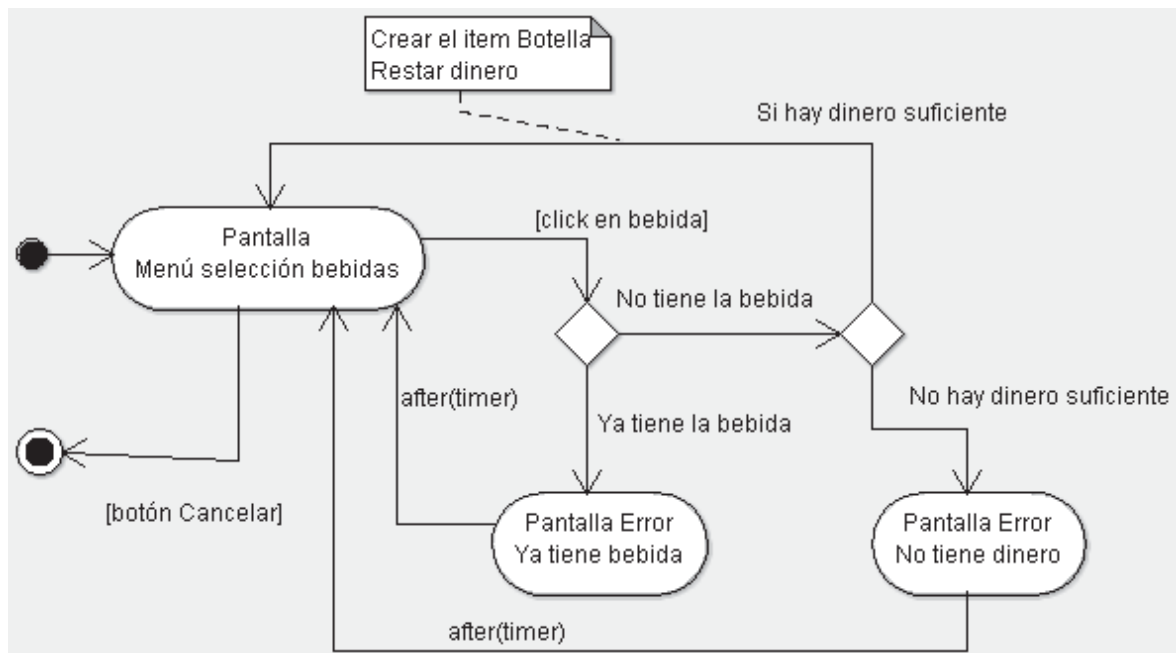 Crear el item Botella
Restar dinero
Si hay dinero suficiente
Pantalla
Menú selección bebidas
[click en bebida]
No tiene la bebida
after(timer)
Ya tiene la bebida
No hay dinero suficiente
[botón Cancelar]
Pantalla Error
Ya tiene bebida
Pantalla Error
No tiene dinero
after(timer)